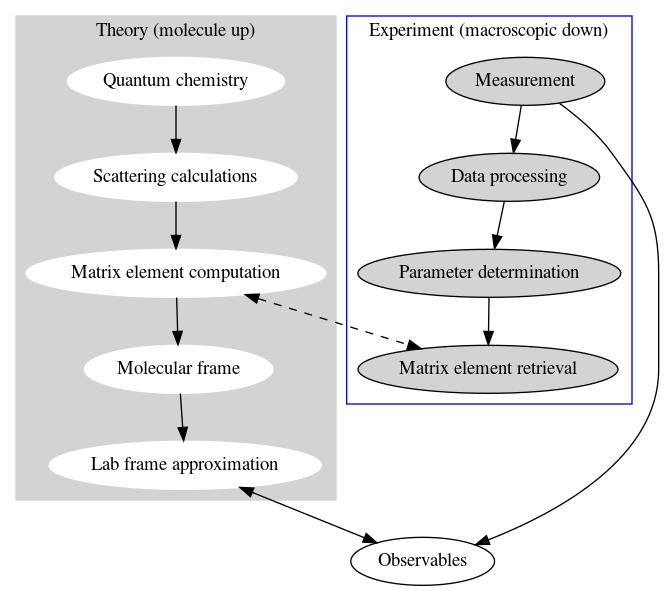 Theory (molecule up)
Quantum chemistry
Scattering calculations
Matrix element computation
Molecular frame
Lab frame approximation
Experiment (macroscopic down)
Measurement
Data processing
Parameter determination
Matrix element retrieval
Observables